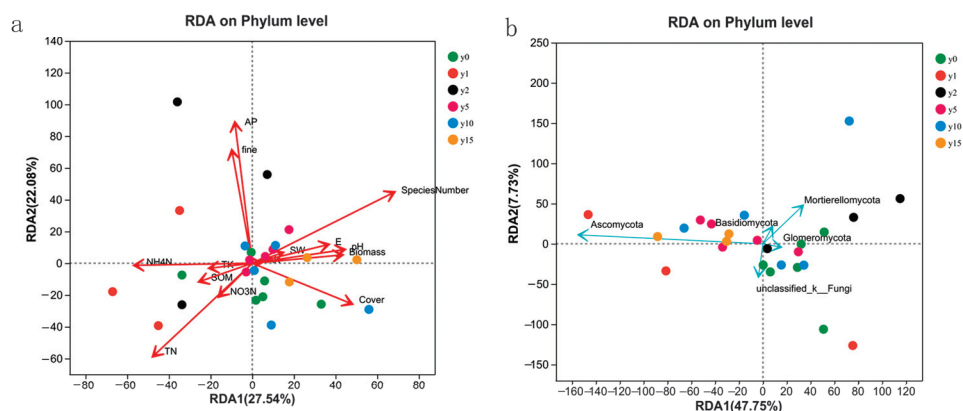 a
RDA on Phylum level
RDA2(22.08%)
140
120
100
80
60
40
20
0
−20
−40
−60
AP
fine
SpeciesNumber
E
pH
Biomass
SW
NH4N
TK
SOM
NO3N
Cover
TN
−80 −60 −40 −20 0 20 40 60 80
RDA1(27.54%)
y0
y1
y2
y5
y10
y15
b
RDA on Phylum level
RDA2(7.73%)
250
200
150
100
50
0
−50
−100
−150
Mortierellomycota
Ascomycota
Basidiomycota
Glomeromycota
unclassified_k__Fungi
−160 −140 −120 −100 −80 −60 −40 −20 0 20 40 60 80 100 120
RDA1(47.75%)
y0
y1
y2
y5
y10
y15